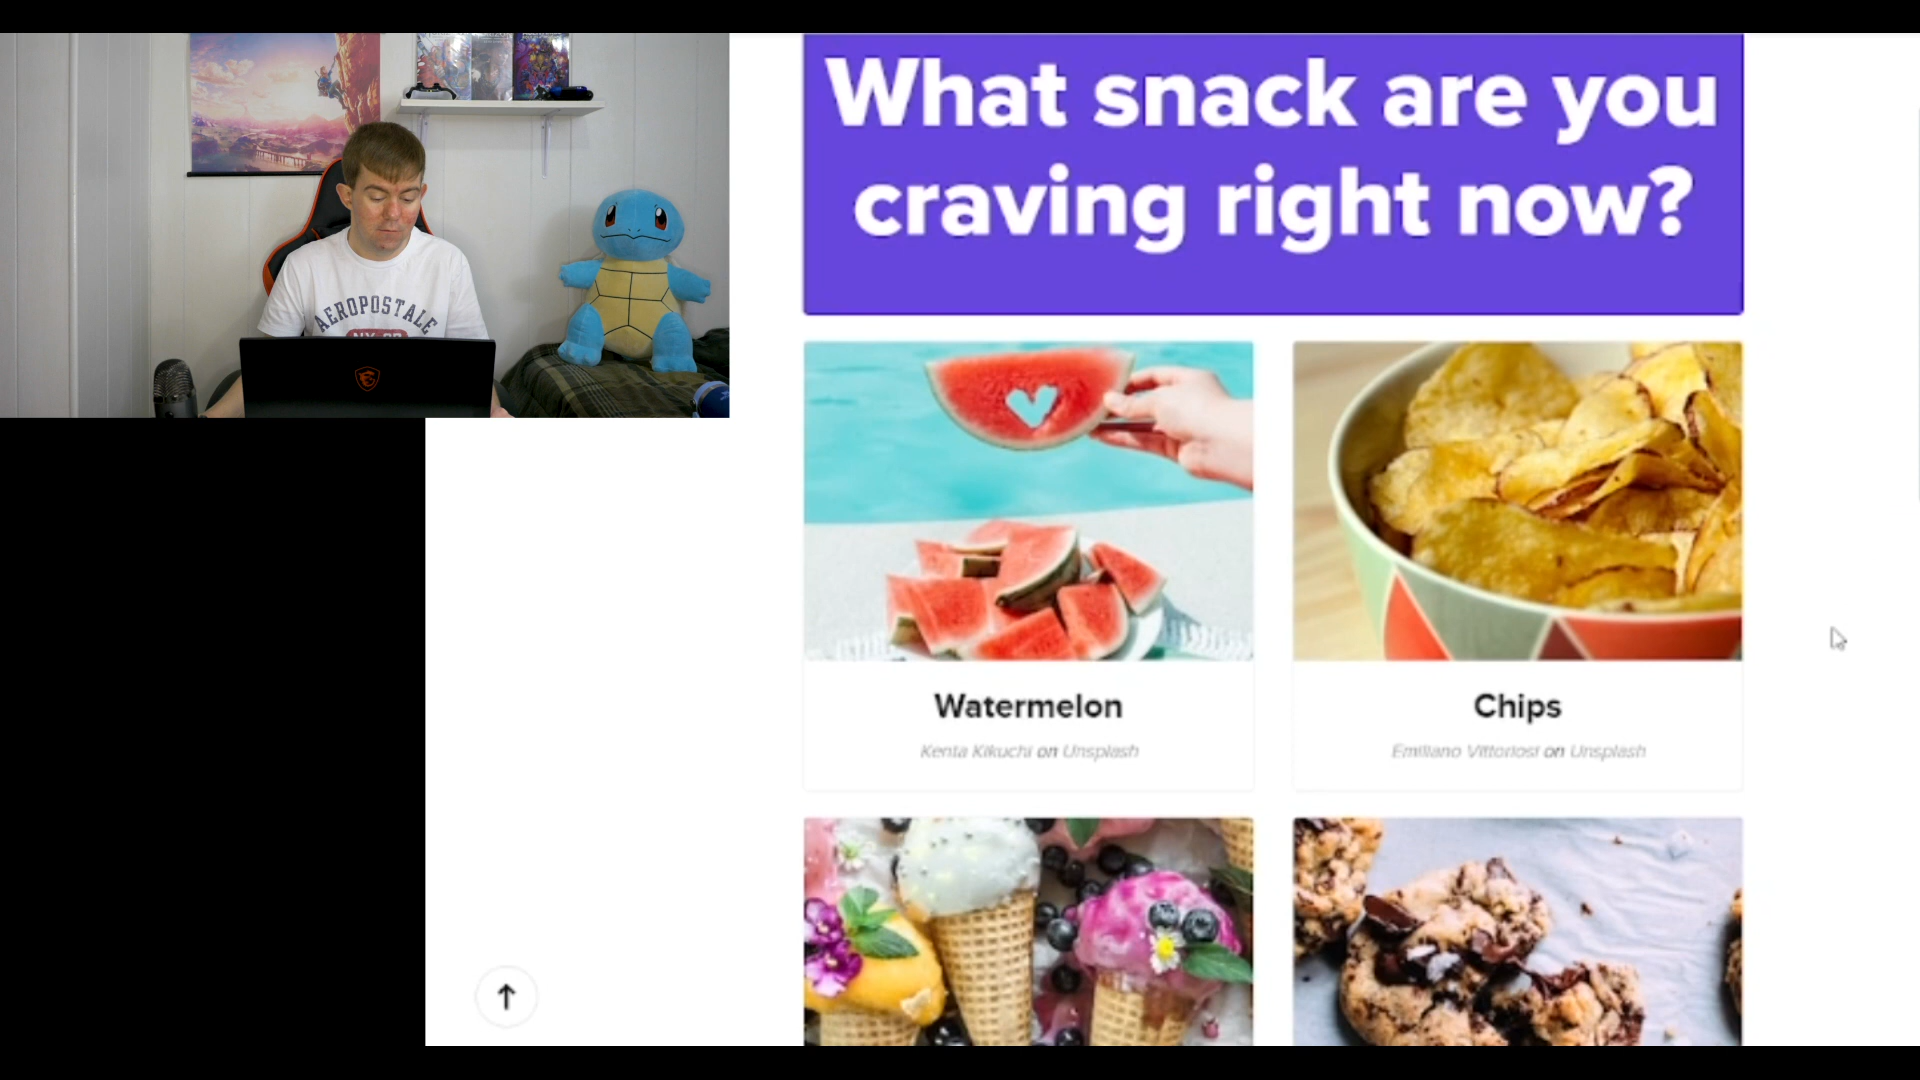 What snack are you
craving right now?
AEROPOSTALE
Watermelon
Chips
Kenta Kikuchi on Unsplash
Emiliano Vittoriosi on Unsplash